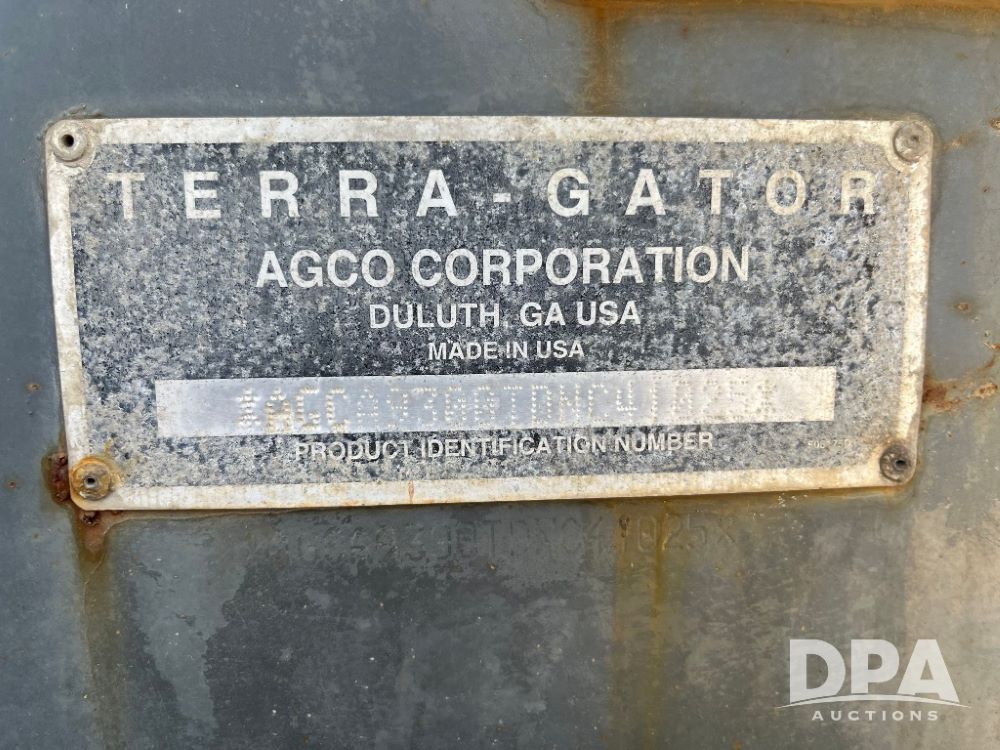 TERRA-GATOR
AGCO CORPORATION
DULUTH, GA USA
MADE IN USA
PRODUCT IDENTIFICATION NUMBER
DPA
AUCTIONS